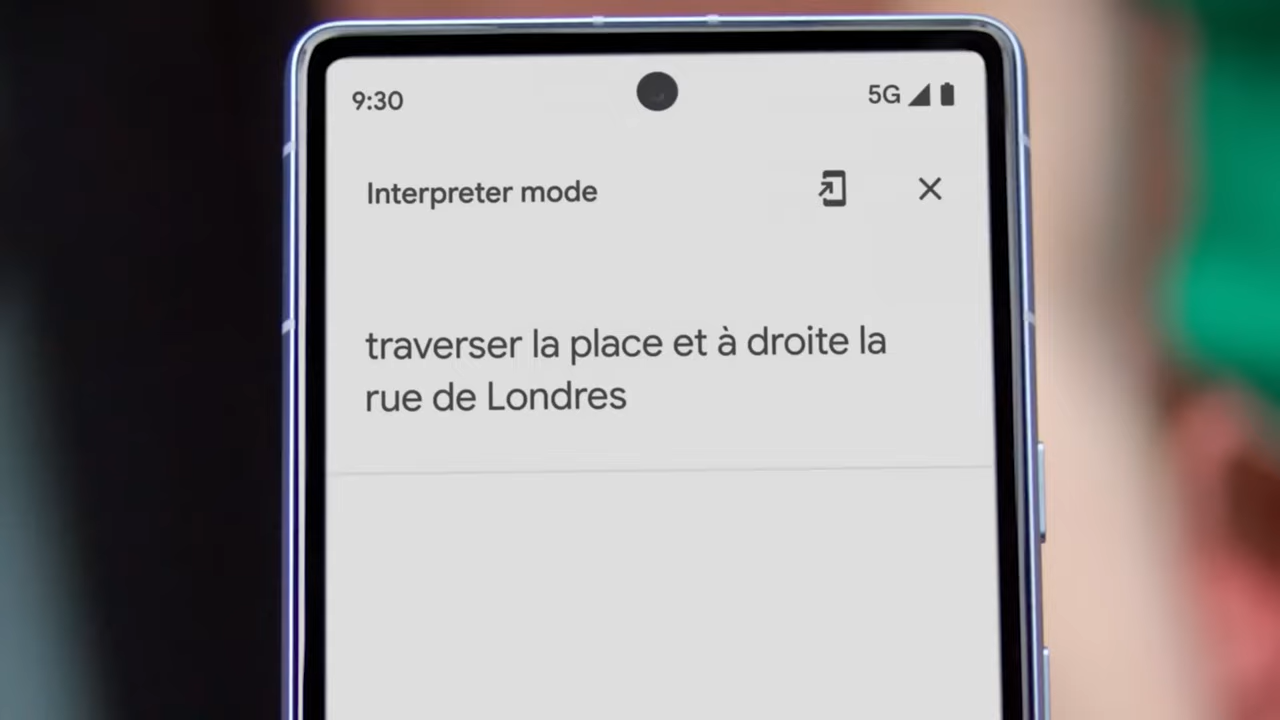 9:30
5G
Interpreter mode
traverser la place et à droite la
rue de Londres